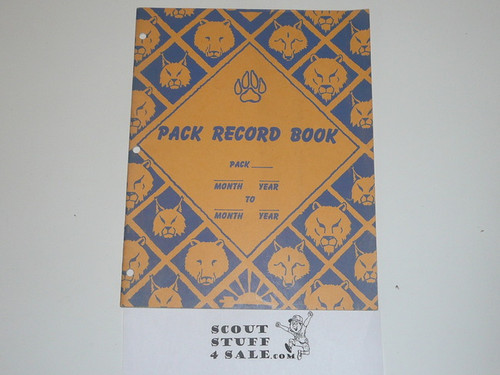 PACK RECORD BOOK
PACK
MONTH YEAR
TO
MONTH YEAR
SCOUT
STUFF
4 SALE.COM